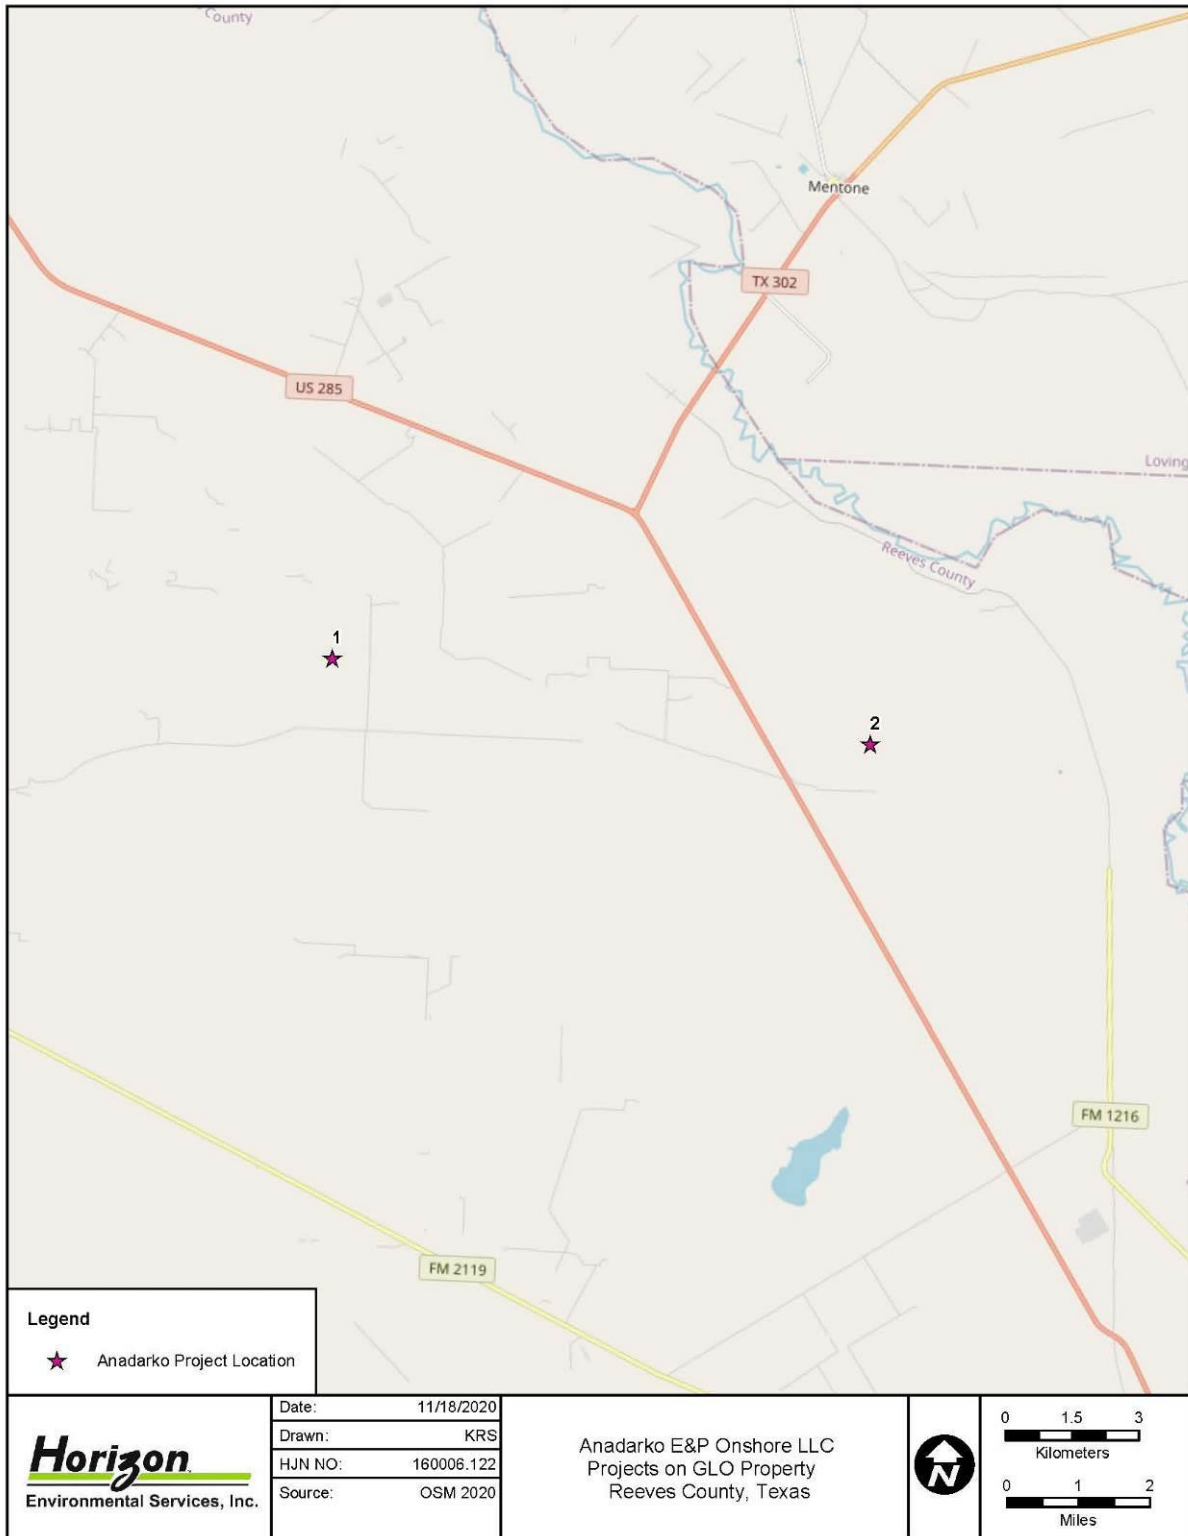 County
Mentone
TX 302
US 285
Loving
Reeves County
1
2
FM 1216
FM 2119
Legend
Anadarko Project Location
Horizon
Environmental Services, Inc.
Date: 11/18/2020
Drawn: KRS
HJN NO: 160006.122
Source: OSM 2020
Anadarko E&P Onshore LLC
Projects on GLO Property
Reeves County, Texas
N
0 1.5 3
Kilometers
0 1 2
Miles